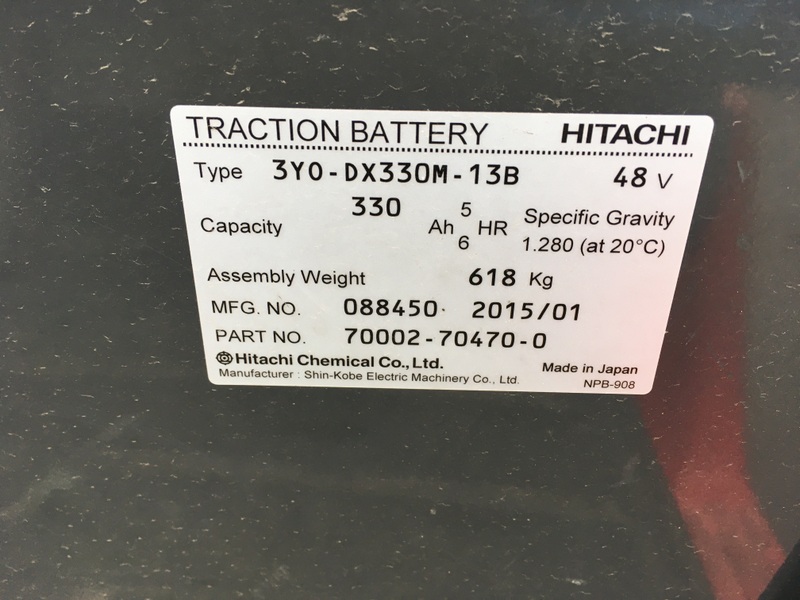 TRACTION BATTERY HITACHI
Type 3Y0-DX330M-13B 48 V
Capacity 330 Ah 5 HR Specific Gravity
6 1.280 (at 20°C)
Assembly Weight 618 Kg
MFG. NO. 088450 2015/01
PART NO. 70002-70470-0
Hitachi Chemical Co., Ltd. Made in Japan
Manufacturer : Shin-Kobe Electric Machinery Co., Ltd. NPB-908